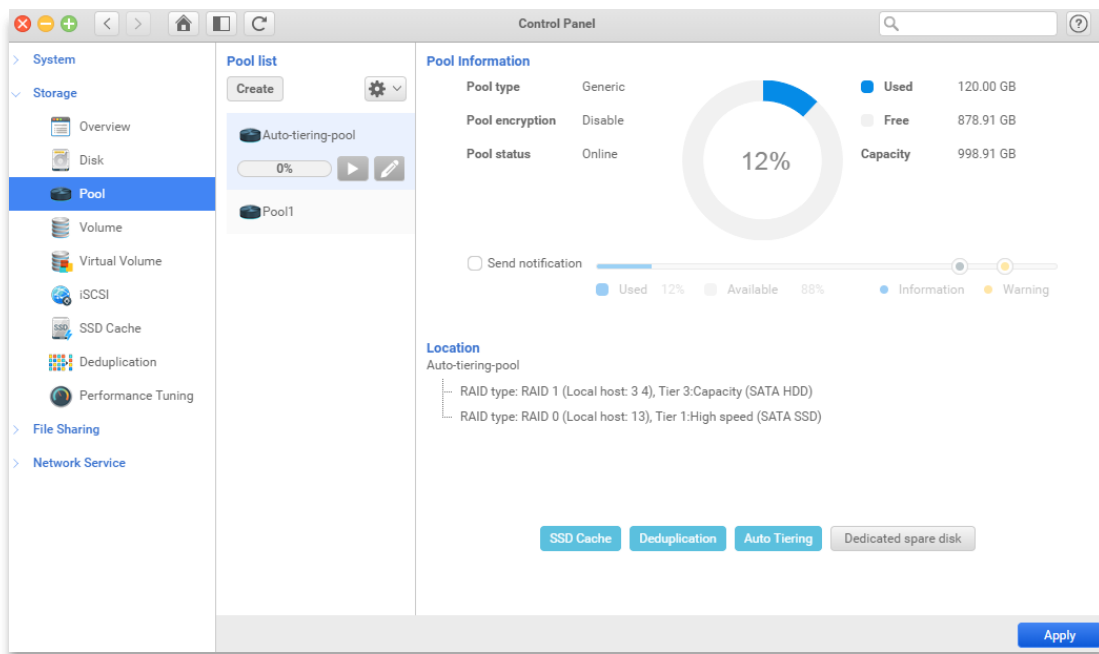 Control Panel
?
System
Storage
Overview
Disk
Pool
Volume
Virtual Volume
iSCSI
SSD Cache
Deduplication
Performance Tuning
File Sharing
Network Service
Pool list
Create
Auto-tiering-pool
0%
Pool1
Pool Information
Pool type Generic
Pool encryption Disable
Pool status Online
12%
Used 120.00 GB
Free 878.91 GB
Capacity 998.91 GB
Send notification
Used 12% Available 88% Information Warning
Location
Auto-tiering-pool
RAID type: RAID 1 (Local host: 3 4), Tier 3:Capacity (SATA HDD)
RAID type: RAID 0 (Local host: 13), Tier 1:High speed (SATA SSD)
SSD Cache Deduplication Auto Tiering Dedicated spare disk
Apply